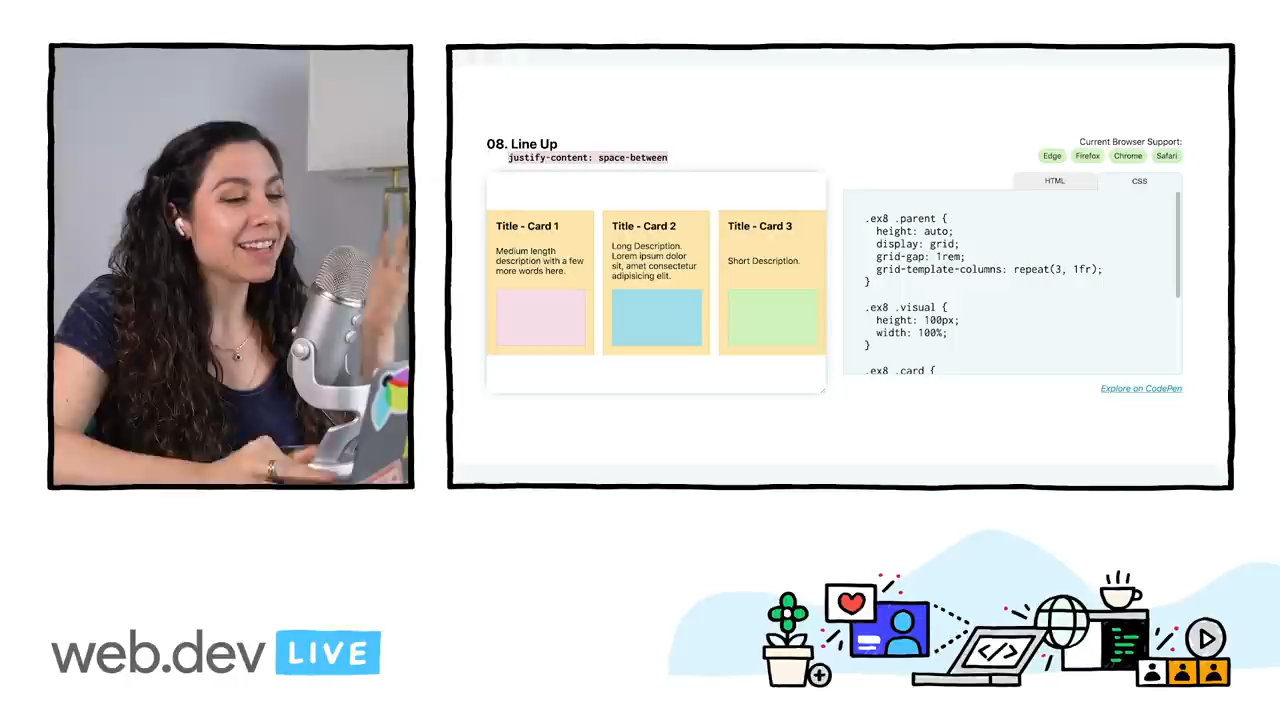 08. Line Up
justify-content: space-between
Current Browser Support:
Edge Firefox Chrome Safari
HTML CSS
Title - Card 1
Medium length
description with a few
more words here.
Title - Card 2
Long Description.
Lorem ipsum dolor
sit, amet consectetur
adipisicing elit.
Title - Card 3
Short Description.
.ex8 .parent {
height: auto;
display: grid;
grid-gap: 1rem;
grid-template-columns: repeat(3, 1fr);
}
.ex8 .visual {
height: 100px;
width: 100%;
}
.ex8 .card {
Explore on CodePen
web.dev LIVE
</>